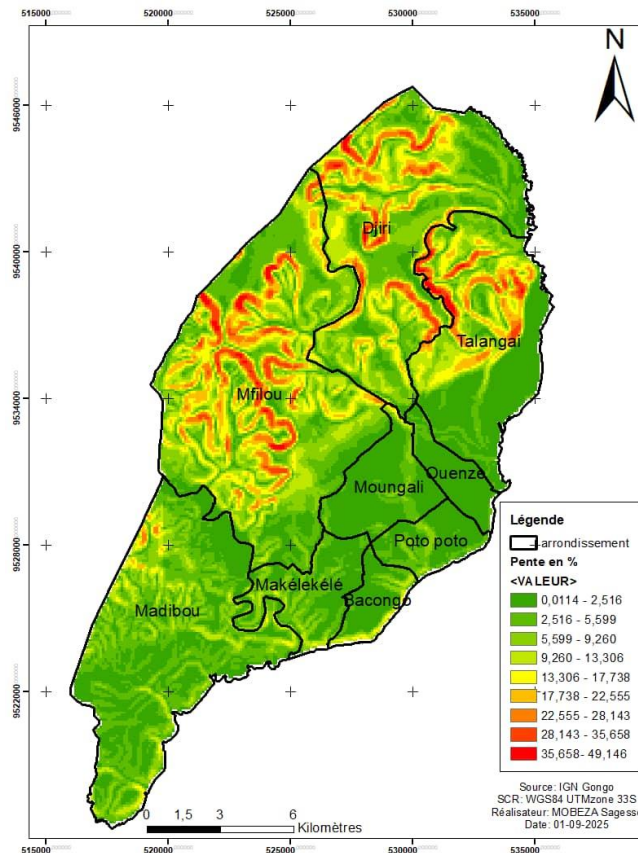 515000 520000 525000 530000 535000
N
9546000
9540000
9534000
9528000
9522000
Djiri
Talangai
Mfilou
Ouenze
Moungali
Poto poto
Makélekélé
Bacongo
Madibou
Légende
arrondissement
Pente en %
<VALEUR>
0,0114 - 2,516
2,516 - 5,599
5,599 - 9,260
9,260 - 13,306
13,306 - 17,738
17,738 - 22,555
22,555 - 28,143
28,143 - 35,658
35,658- 49,146
Source: IGN Gongo
SCR: WGS84 UTMzone 33S
Réalisateur: MOBEZA Sagesse
Date: 01-09-2025
0 1,5 3 6
Kilomètres
515000 520000 525000 530000 535000